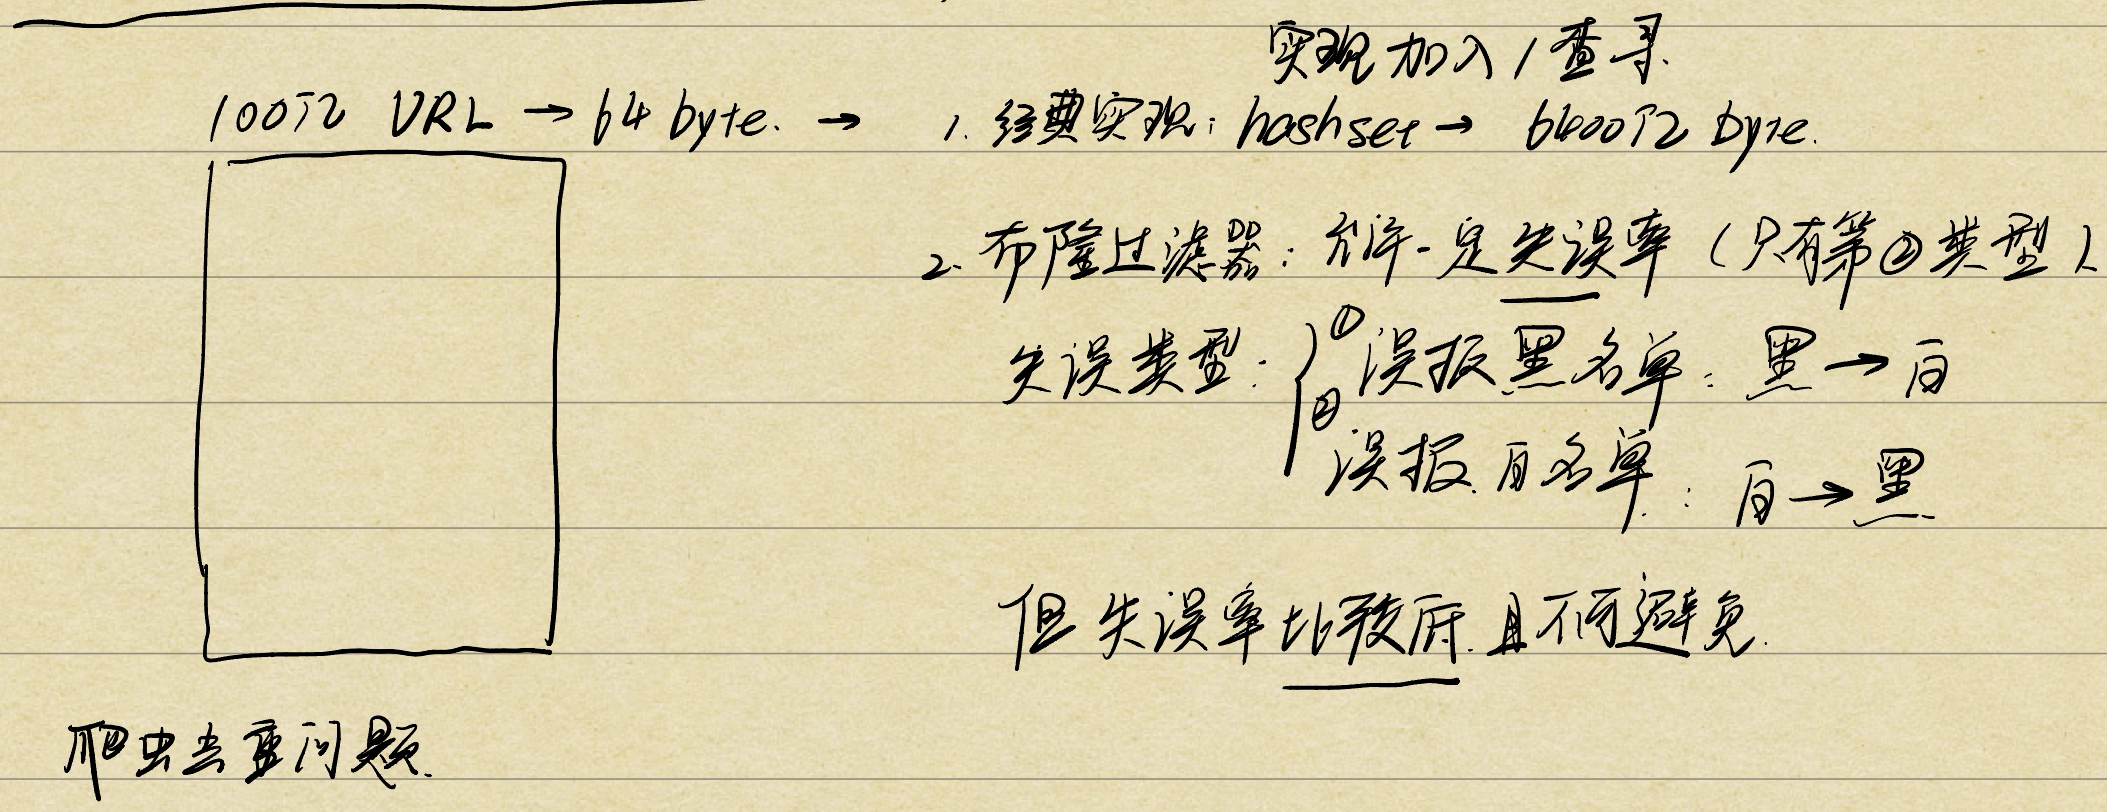 实现加入/查寻.
100亿 URL → 64 byte. → 1. 经典实现: hashset → 6400亿 byte.
2. 布隆过滤器: 允许一定失误率 (只有第②类型)
失误类型: ① 误报黑名单: 黑 → 白
② 误报白名单: 白 → 黑
但失误率比较低且不可避免.
爬虫去重问题.